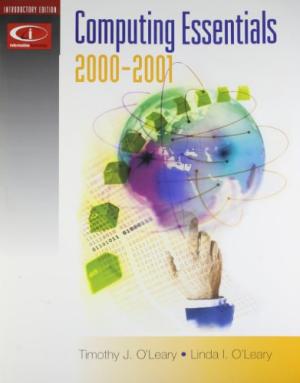 INTRODUCTORY EDITION
Computing Essentials
2000-2001
Timothy J. O'Leary • Linda I. O'Leary